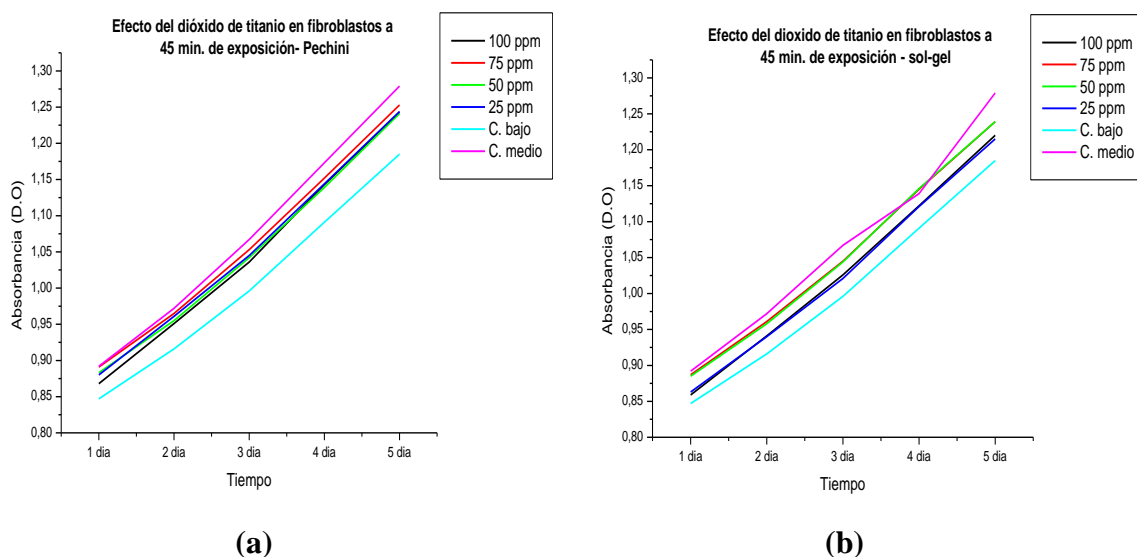 Efecto del dióxido de titanio en fibroblastos a
45 min. de exposición- Pechini
1,30
1,25
1,20
1,15
1,10
1,05
1,00
0,95
0,90
0,85
0,80
Absorbancia (D.O)
1 dia
2 dia
3 dia
4 dia
5 dia
Tiempo
100 ppm
75 ppm
50 ppm
25 ppm
C. bajo
C. medio
(a)
Efecto del dioxido de titanio en fibroblastos a
45 min. de exposición - sol-gel
1,30
1,25
1,20
1,15
1,10
1,05
1,00
0,95
0,90
0,85
0,80
Absorbancia (D.O)
1 dia
2 dia
3 dia
4 dia
5 dia
Tiempo
100 ppm
75 ppm
50 ppm
25 ppm
C. bajo
C. medio
(b)